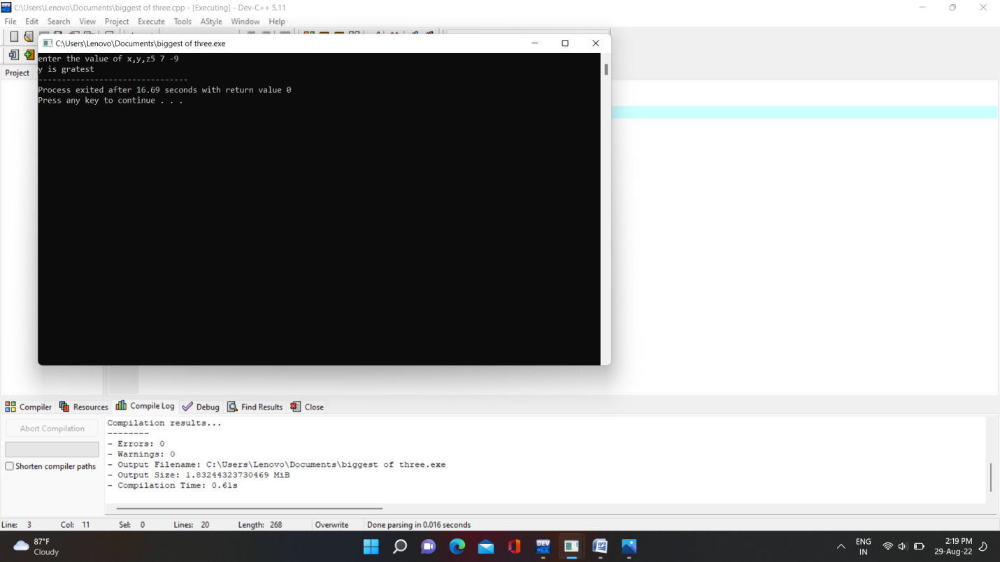 C:\Users\Lenovo\Documents\biggest of three.cpp - [Executing] - Dev-C++ 5.11
File Edit Search View Project Execute Tools AStyle Window Help
C:\Users\Lenovo\Documents\biggest of three.exe
Project
enter the value of x,y,z5 7 -9
y is gratest
--------------------------------
Process exited after 16.69 seconds with return value 0
Press any key to continue . . .
Compiler Resources Compile Log Debug Find Results Close
Abort Compilation
Shorten compiler paths
Compilation results...
--------
- Errors: 0
- Warnings: 0
- Output Filename: C:\Users\Lenovo\Documents\biggest of three.exe
- Output Size: 1.83244323730469 MiB
- Compilation Time: 0.61s
Line: 3 Col: 11 Sel: 0 Lines: 20 Length: 268 Overwrite Done parsing in 0.016 seconds
87°F
Cloudy
DEV
C++
W
ENG
IN
2:19 PM
29-Aug-22